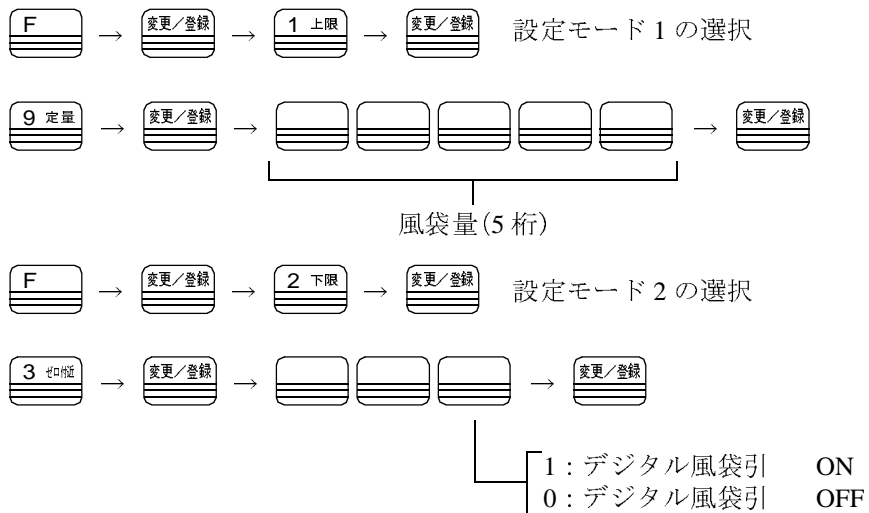 F → 変更／登録 → 1 上限 → 変更／登録 設定モード 1 の選択
9 定量 → 変更／登録 → → 変更／登録
風袋量(5 桁)
F → 変更／登録 → 2 下限 → 変更／登録 設定モード 2 の選択
3 ゼロ付近 → 変更／登録 → → 変更／登録
1 : デジタル風袋引 ON
0 : デジタル風袋引 OFF